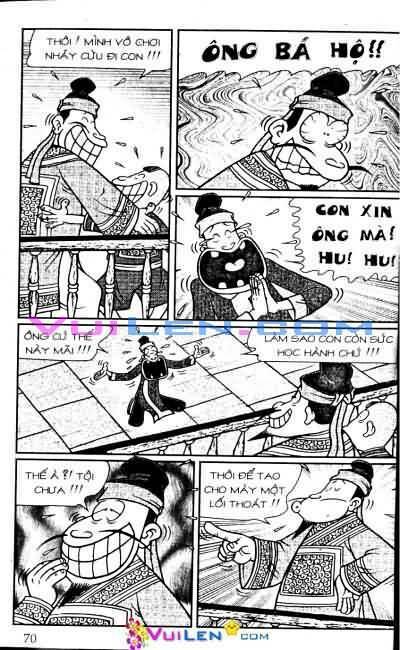 THÔI! MÌNH VÔ CHƠI
NHẢY CỪU ĐI CON!!!
ÔNG BÁ HỘ!!
CON XIN
ÔNG MÀ!
HU! HU!
VuiLen.com
ÔNG CỨ THẾ
NÀY MÃI!!!
LÀM SAO CON CÒN SỨC
HỌC HÀNH CHỨ!!!
THẾ À?! TỘI
CHƯA!!!
THÔI ĐỂ TAO
CHO MÀY MỘT
LỐI THOÁT!!
70
VuiLen.com